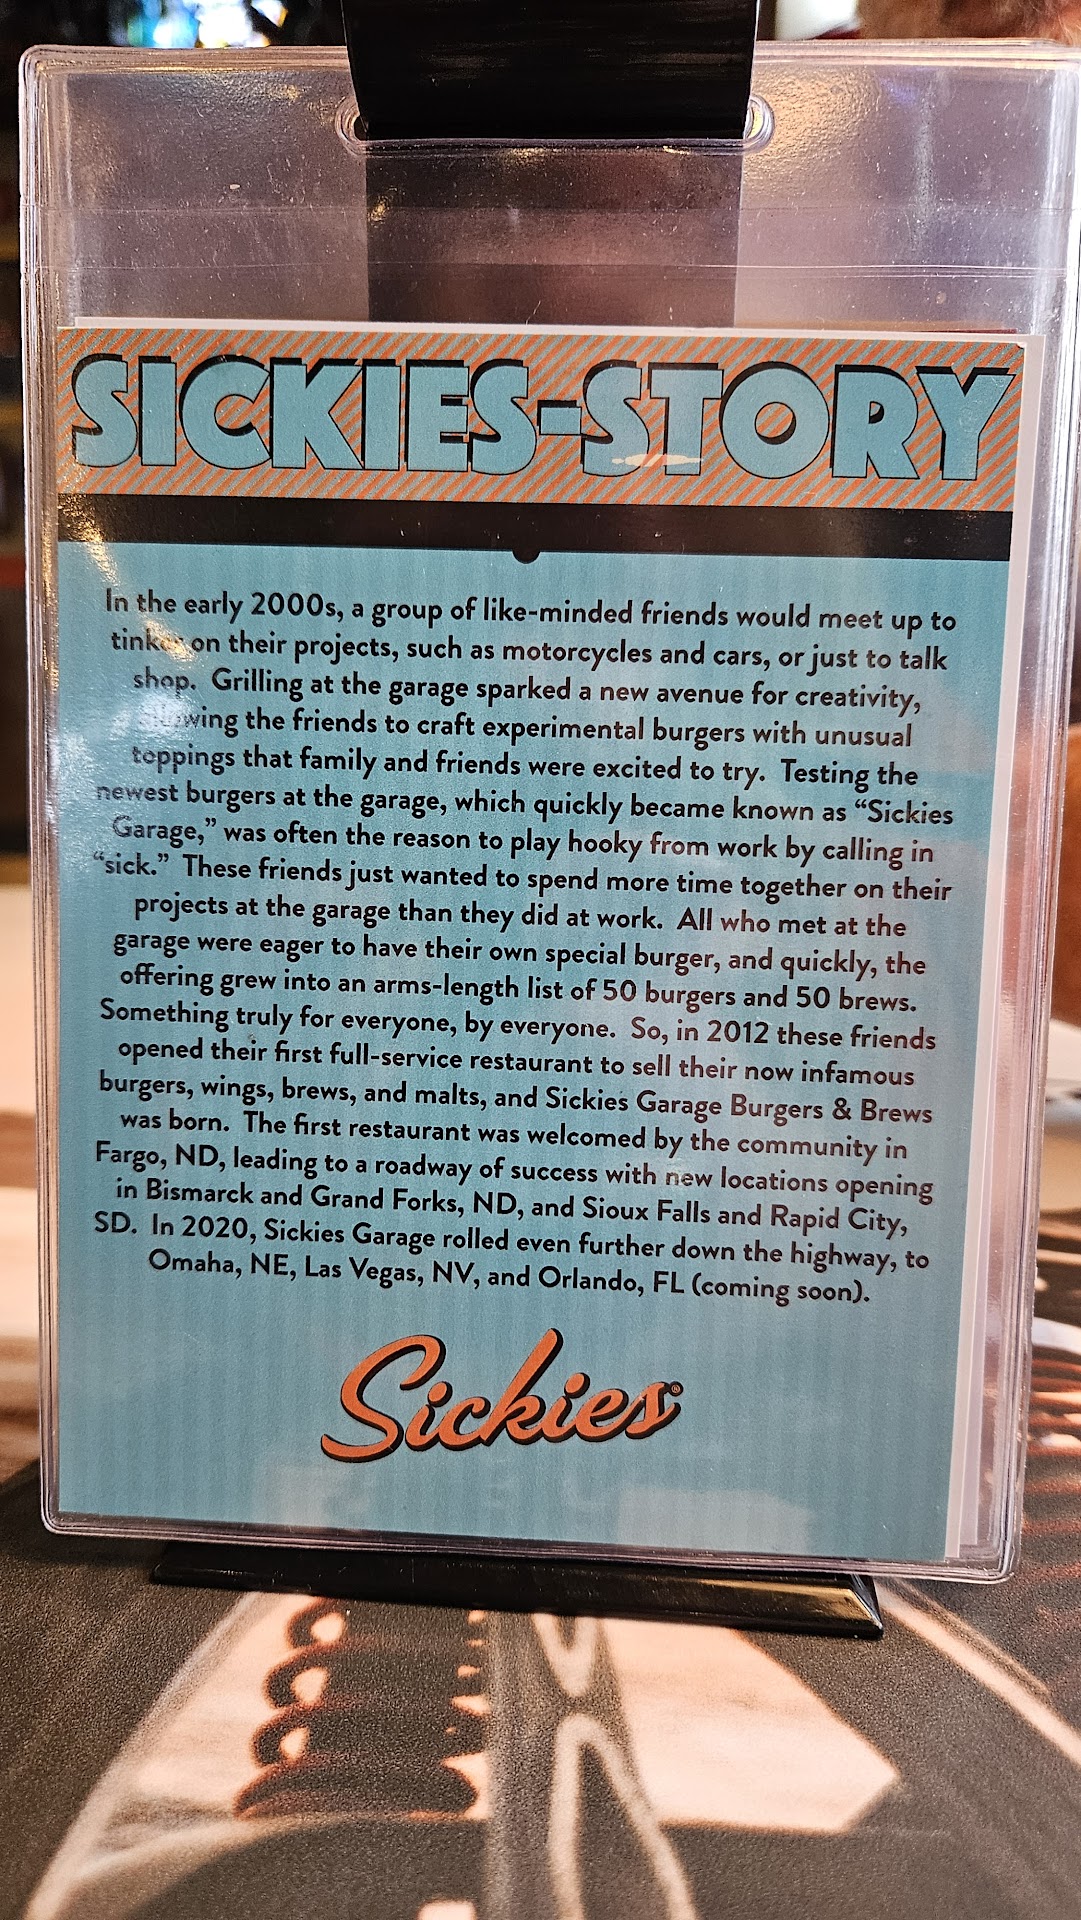 SICKIES-STORY
In the early 2000s, a group of like-minded friends would meet up to
tinker on their projects, such as motorcycles and cars, or just to talk
shop. Grilling at the garage sparked a new avenue for creativity,
allowing the friends to craft experimental burgers with unusual
toppings that family and friends were excited to try. Testing the
newest burgers at the garage, which quickly became known as “Sickies
Garage,” was often the reason to play hooky from work by calling in
“sick.” These friends just wanted to spend more time together on their
projects at the garage than they did at work. All who met at the
garage were eager to have their own special burger, and quickly, the
offering grew into an arms-length list of 50 burgers and 50 brews.
Something truly for everyone, by everyone. So, in 2012 these friends
opened their first full-service restaurant to sell their now infamous
burgers, wings, brews, and malts, and Sickies Garage Burgers & Brews
was born. The first restaurant was welcomed by the community in
Fargo, ND, leading to a roadway of success with new locations opening
in Bismarck and Grand Forks, ND, and Sioux Falls and Rapid City,
SD. In 2020, Sickies Garage rolled even further down the highway, to
Omaha, NE, Las Vegas, NV, and Orlando, FL (coming soon).
Sickies®